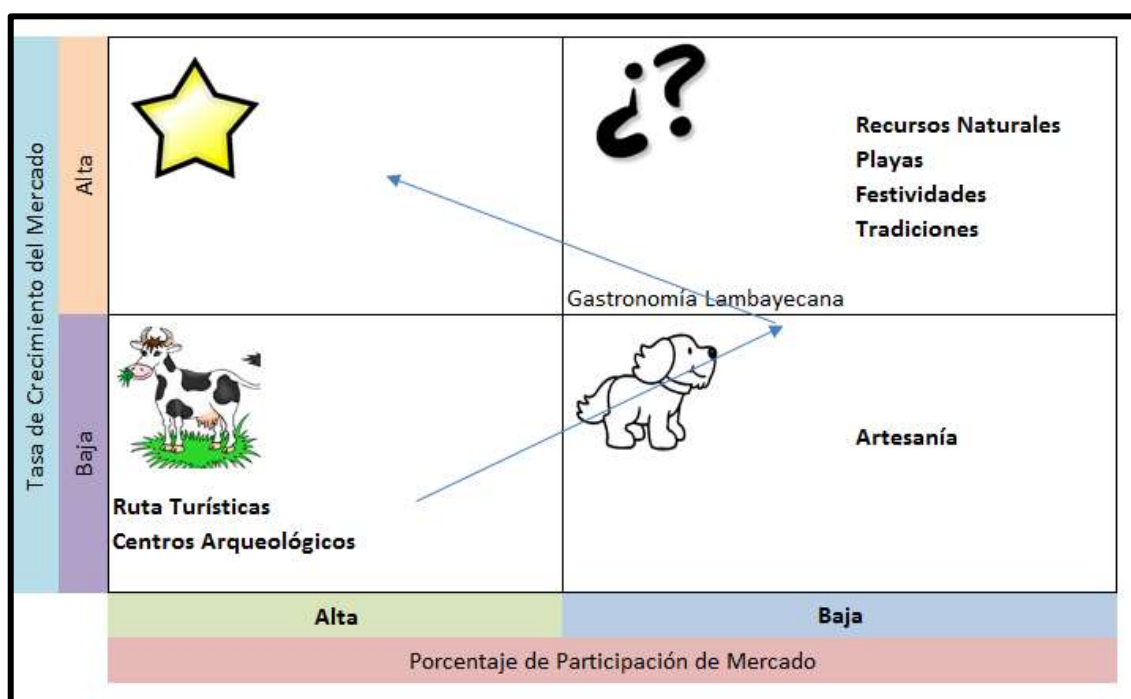 Tasa de Crecimiento del Mercado
Alta
¿?
Recursos Naturales
Playas
Festividades
Tradiciones
Gastronomía Lambayecana
Baja
Ruta Turísticas
Centros Arqueológicos
Artesanía
Alta
Baja
Porcentaje de Participación de Mercado